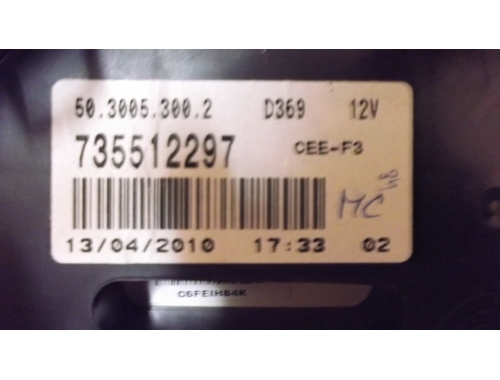 50.3005.300.2 D369 12V
735512297 CEE-F3
MC
13/04/2010 17:33 02
C6FEIH84K